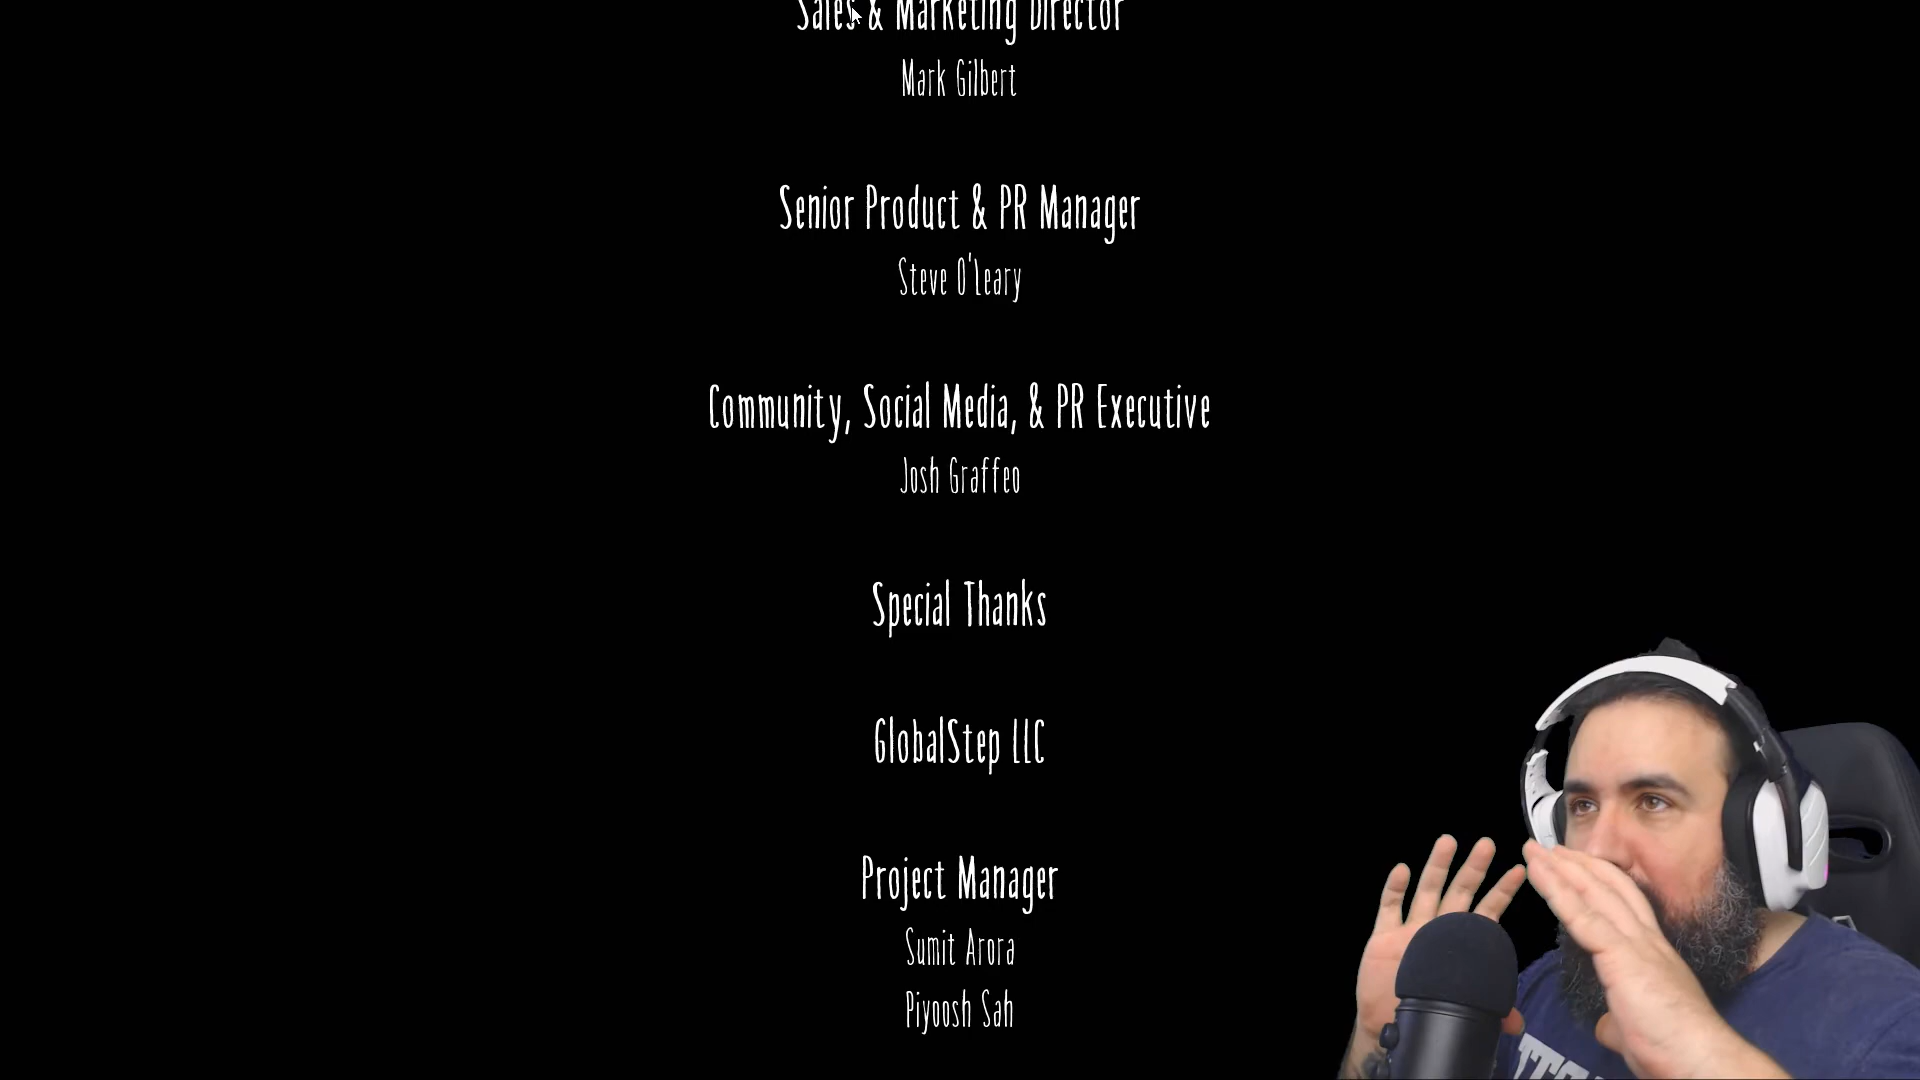 Sales & Marketing Director
Mark Gilbert
Senior Product & PR Manager
Steve O'Leary
Community, Social Media, & PR Executive
Josh Graffeo
Special Thanks
GlobalStep LLC
Project Manager
Sumit Arora
Piyoosh Sah